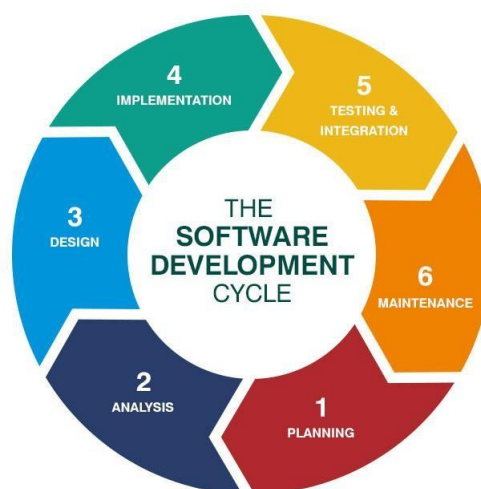 THE
SOFTWARE
DEVELOPMENT
CYCLE
1
PLANNING
2
ANALYSIS
3
DESIGN
4
IMPLEMENTATION
5
TESTING &
INTEGRATION
6
MAINTENANCE